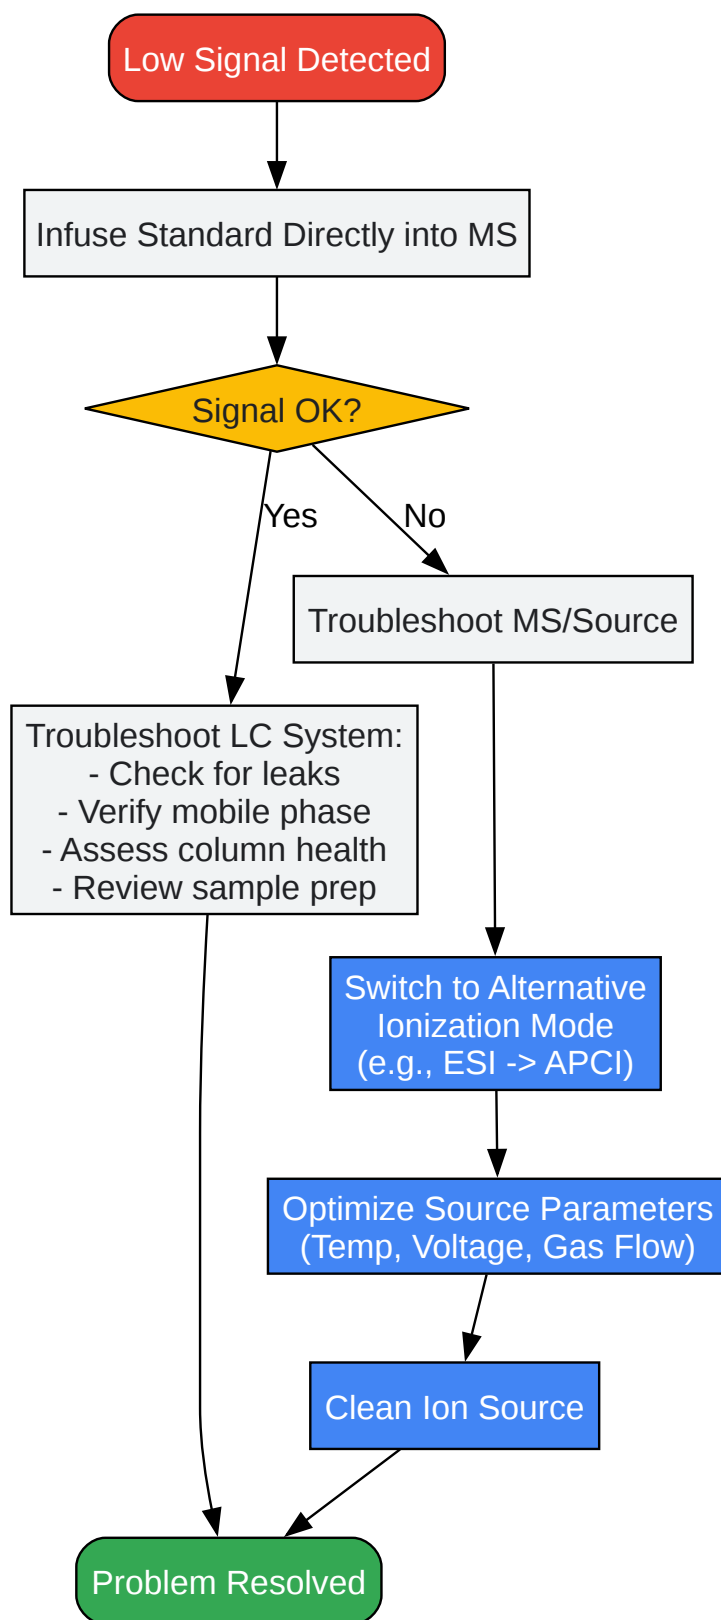 Low Signal Detected
Infuse Standard Directly into MS
Signal OK?
Yes
No
Troubleshoot MS/Source
Troubleshoot LC System:
- Check for leaks
- Verify mobile phase
- Assess column health
- Review sample prep
Switch to Alternative
Ionization Mode
(e.g., ESI -> APCI)
Optimize Source Parameters
(Temp, Voltage, Gas Flow)
Clean Ion Source
Problem Resolved